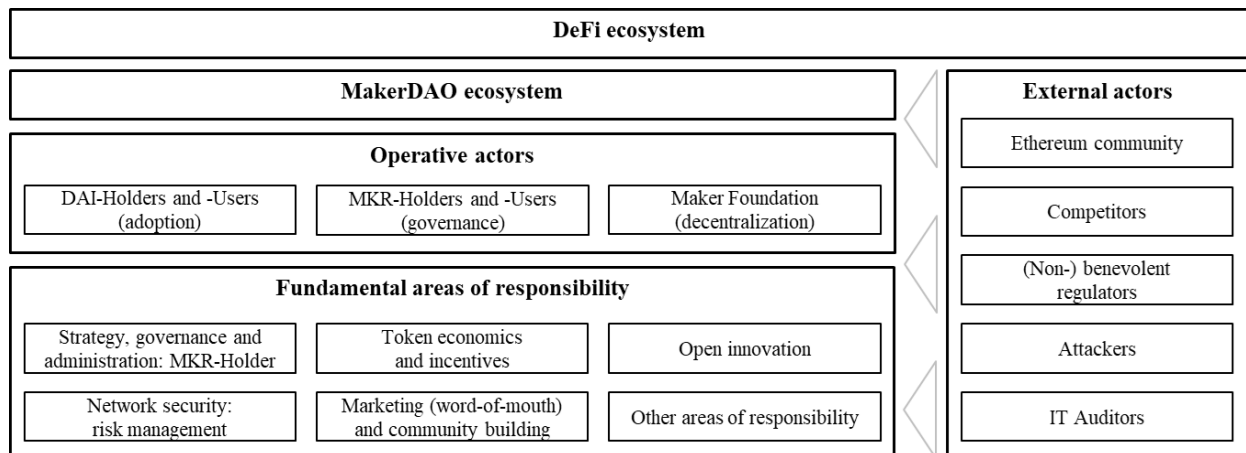 DeFi ecosystem
MakerDAO ecosystem
Operative actors
DAI-Holders and -Users
(adoption)
MKR-Holders and -Users
(governance)
Maker Foundation
(decentralization)
Fundamental areas of responsibility
Strategy, governance and
administration: MKR-Holder
Token economics
and incentives
Open innovation
Network security:
risk management
Marketing (word-of-mouth)
and community building
Other areas of responsibility
External actors
Ethereum community
Competitors
(Non-) benevolent
regulators
Attackers
IT Auditors